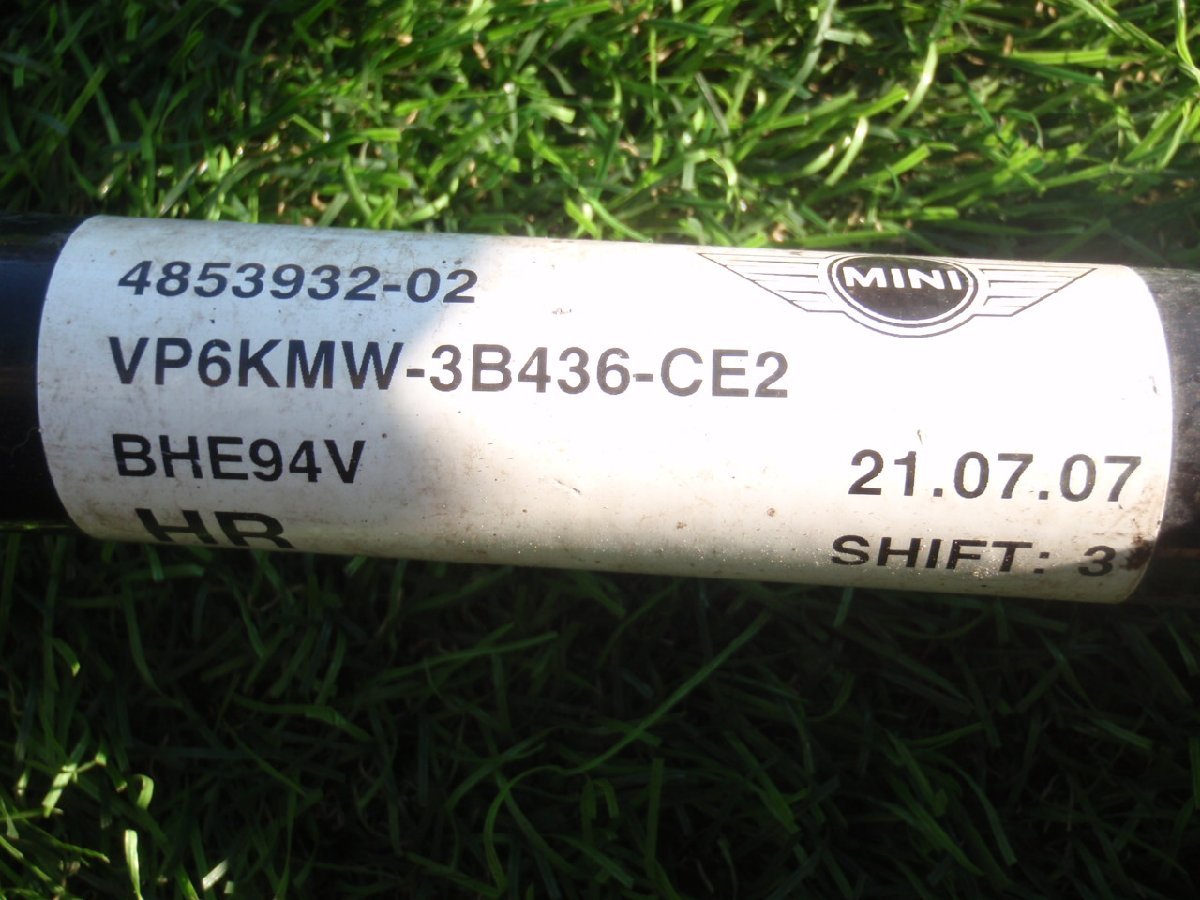 4853932-02
MINI
VP6KMW-3B436-CE2
BHE94V
21.07.07
HR
SHIFT: 3